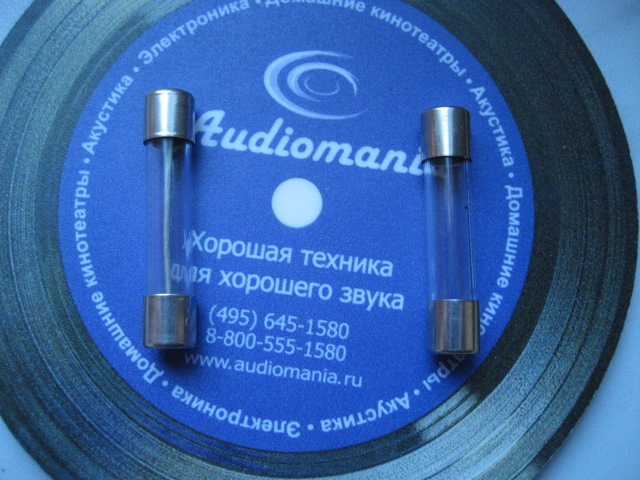 Домашние кинотеатры • Акустика • Электроника • Домашние кинотеатры • Акустика • Домашние кинотеатры • Акустика • Электроника •
Audiomania
Хорошая техника
для хорошего звука
(495) 645-1580
8-800-555-1580
www.audiomania.ru